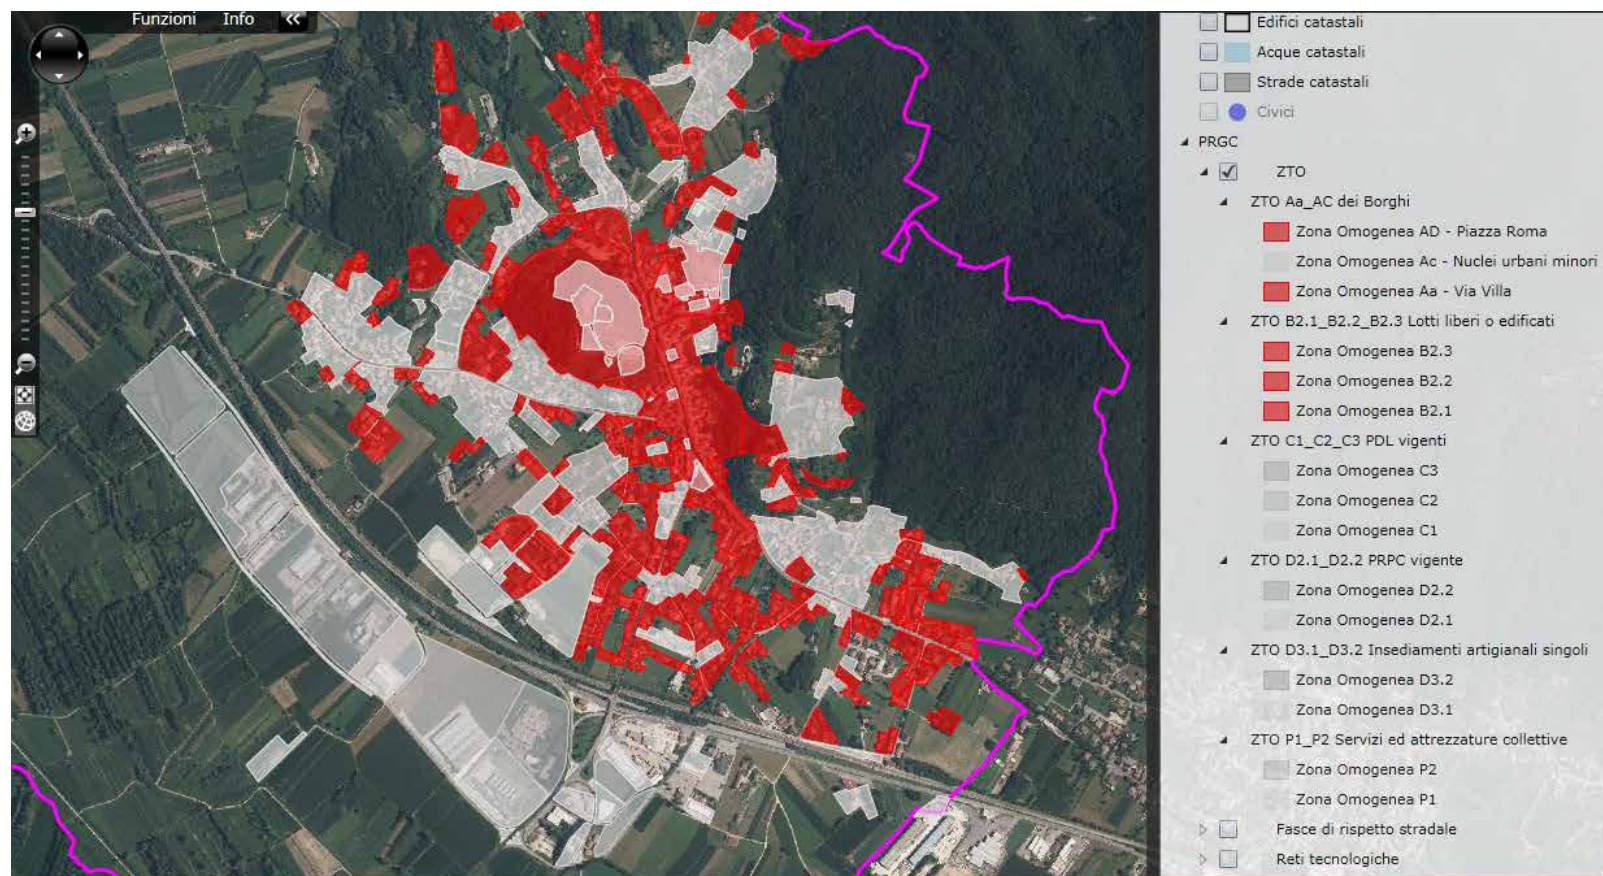 Funzioni Info «
Edifici catastali
Acque catastali
Strade catastali
Civici
PRGC
ZTO
ZTO Aa_AC dei Borghi
Zona Omogenea AD - Piazza Roma
Zona Omogenea Ac - Nuclei urbani minori
Zona Omogenea Aa - Via Villa
ZTO B2.1_B2.2_B2.3 Lotti liberi o edificati
Zona Omogenea B2.3
Zona Omogenea B2.2
Zona Omogenea B2.1
ZTO C1_C2_C3 PDL vigenti
Zona Omogenea C3
Zona Omogenea C2
Zona Omogenea C1
ZTO D2.1_D2.2 PRPC vigente
Zona Omogenea D2.2
Zona Omogenea D2.1
ZTO D3.1_D3.2 Insediamenti artigianali singoli
Zona Omogenea D3.2
Zona Omogenea D3.1
ZTO P1_P2 Servizi ed attrezzature collettive
Zona Omogenea P2
Zona Omogenea P1
Fasce di rispetto stradale
Reti tecnologiche